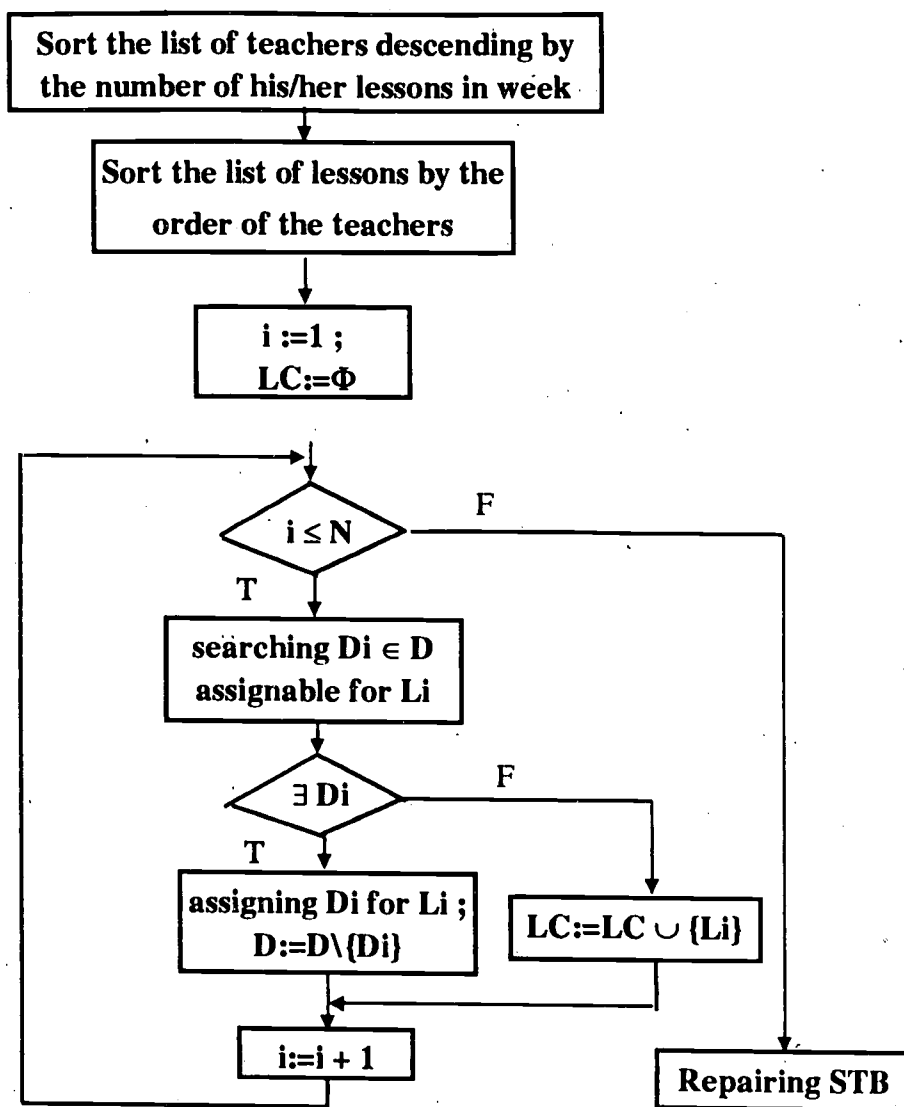 Sort the list of teachers descending by
the number of his/her lessons in week
Sort the list of lessons by the
order of the teachers
i :=1 ;
LC:=Φ
i ≤ N
F
T
searching Di ∈ D
assignable for Li
∃ Di
F
T
assigning Di for Li ;
D:=D\{Di}
LC:=LC ∪ {Li}
i:=i + 1
Repairing STB